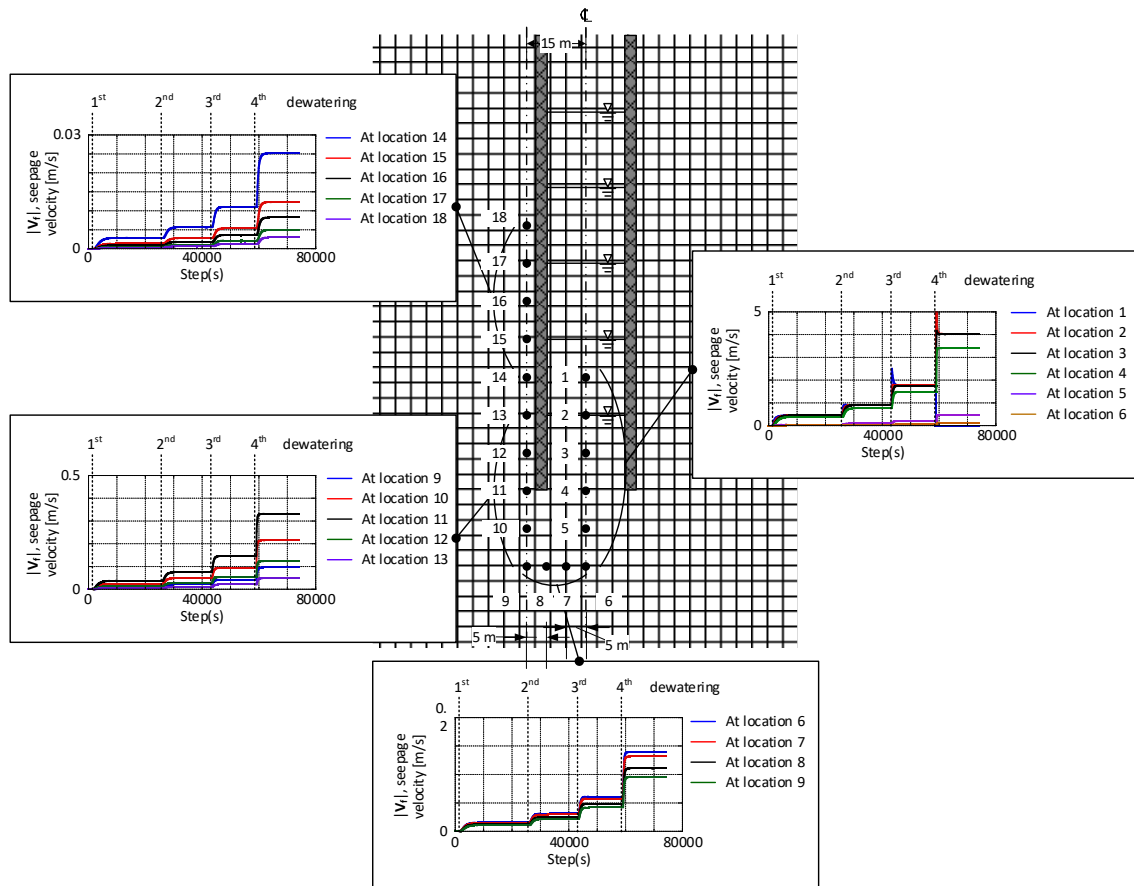 ℄
15 m
1st 2nd 3rd 4th dewatering
0.03
0
|Vf|, seepage
velocity [m/s]
0 40000 80000
Step(s)
At location 14
At location 15
At location 16
At location 17
At location 18
18
17
16
15
14 1
13 2
12 3
11 4
10 5
9 8 7 6
5 m 5 m
1st 2nd 3rd 4th dewatering
5
0
|Vf|, seepage
velocity [m/s]
0 40000 80000
Step(s)
At location 1
At location 2
At location 3
At location 4
At location 5
At location 6
1st 2nd 3rd 4th dewatering
0.5
0
|Vf|, seepage
velocity [m/s]
0 40000 80000
Step(s)
At location 9
At location 10
At location 11
At location 12
At location 13
1st 2nd 3rd 4th dewatering
0.
2
0
|Vf|, seepage
velocity [m/s]
0 40000 80000
Step(s)
At location 6
At location 7
At location 8
At location 9